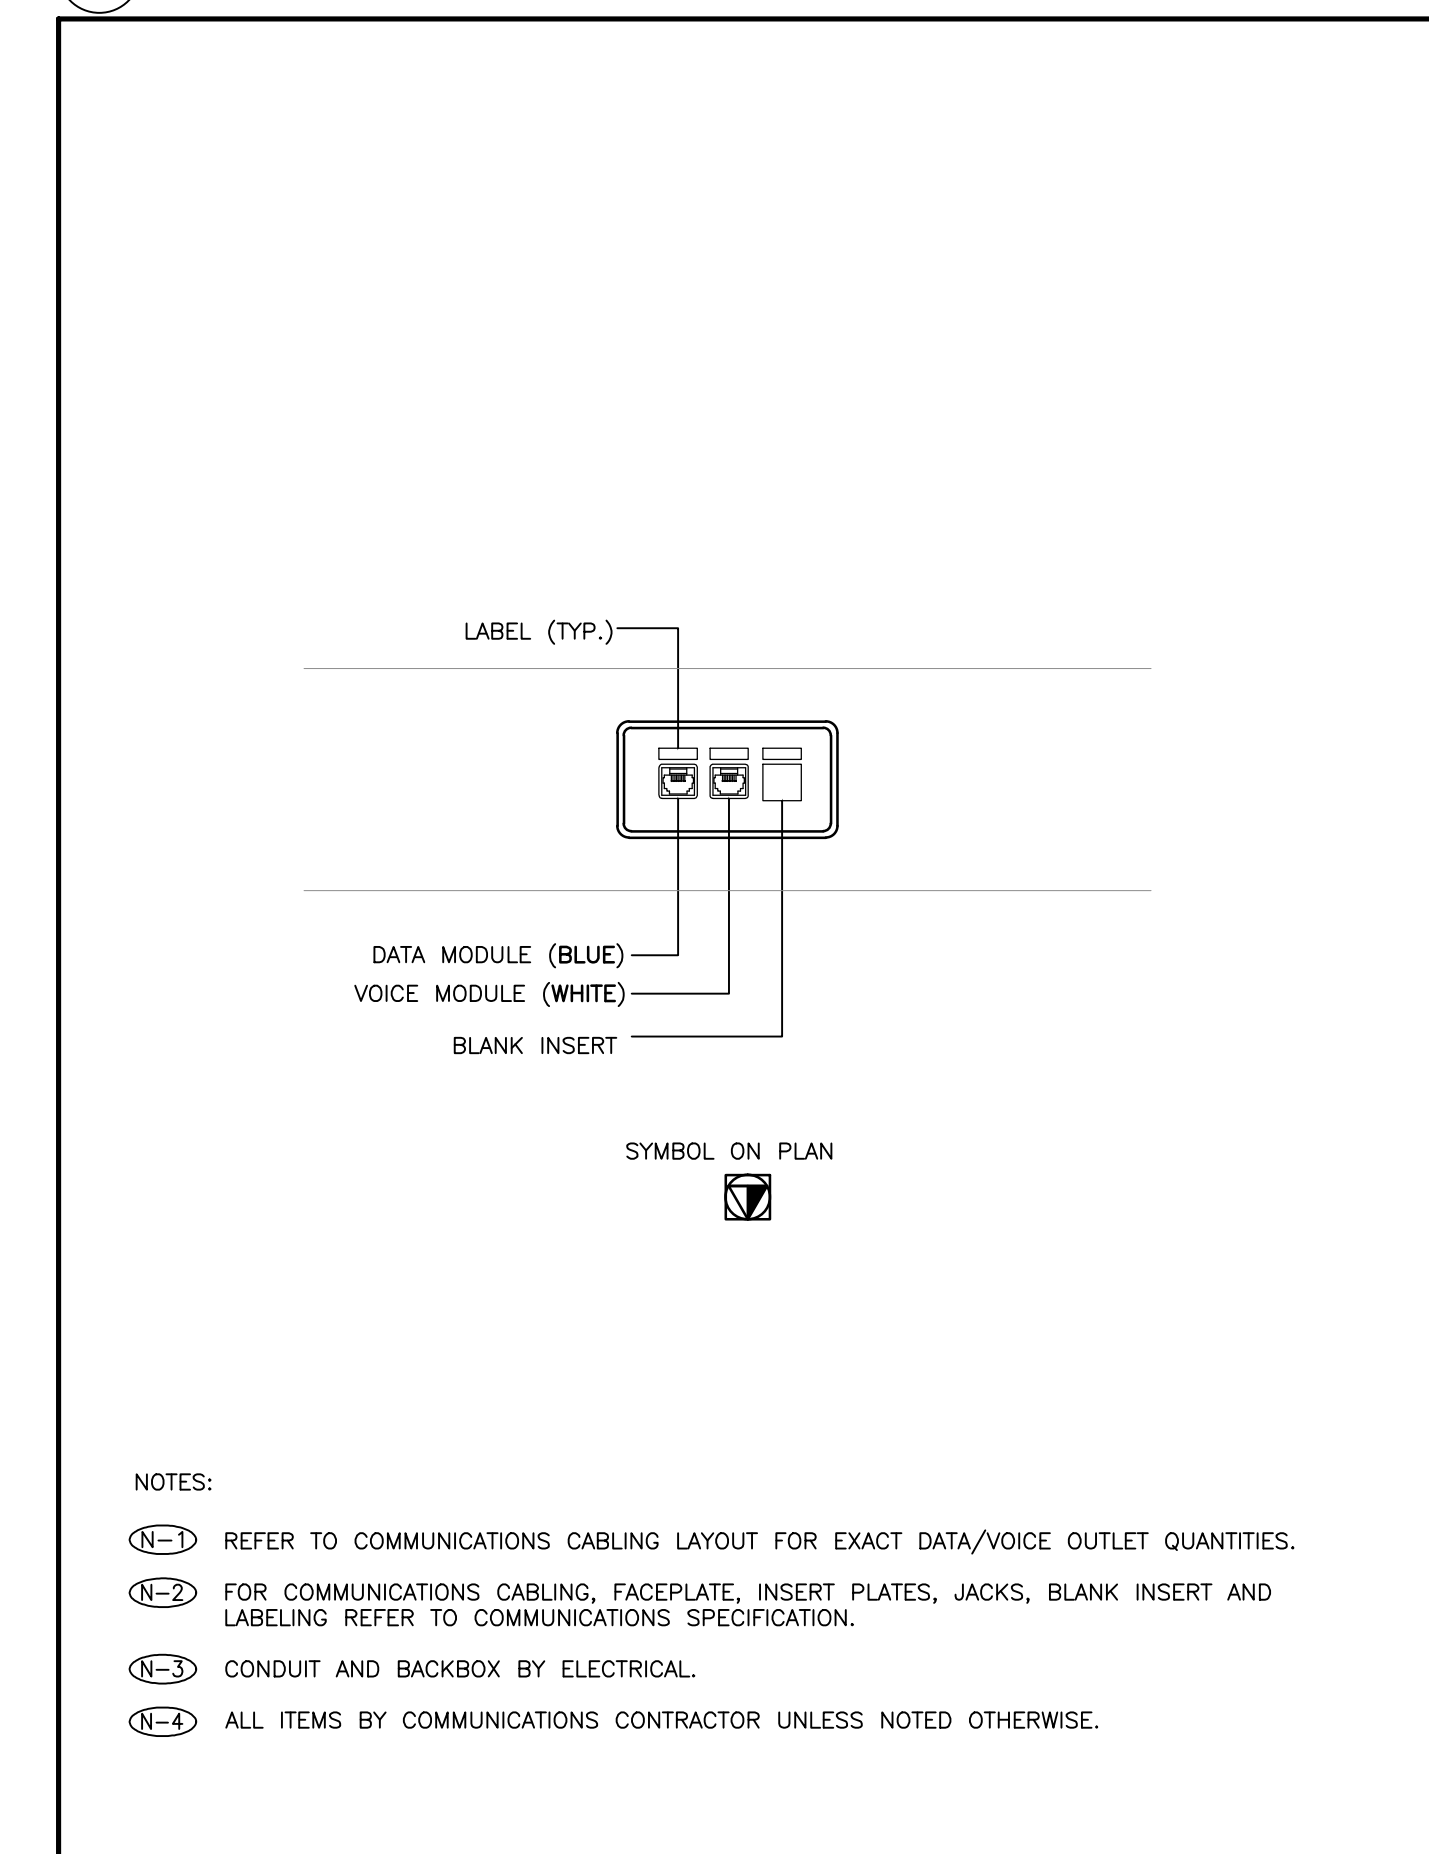 LABEL (TYP.)
DATA MODULE (BLUE)
VOICE MODULE (WHITE)
BLANK INSERT
SYMBOL ON PLAN
NOTES:
N-1 REFER TO COMMUNICATIONS CABLING LAYOUT FOR EXACT DATA/VOICE OUTLET QUANTITIES.
N-2 FOR COMMUNICATIONS CABLING, FACEPLATE, INSERT PLATES, JACKS, BLANK INSERT AND
LABELING REFER TO COMMUNICATIONS SPECIFICATION.
N-3 CONDUIT AND BACKBOX BY ELECTRICAL.
N-4 ALL ITEMS BY COMMUNICATIONS CONTRACTOR UNLESS NOTED OTHERWISE.